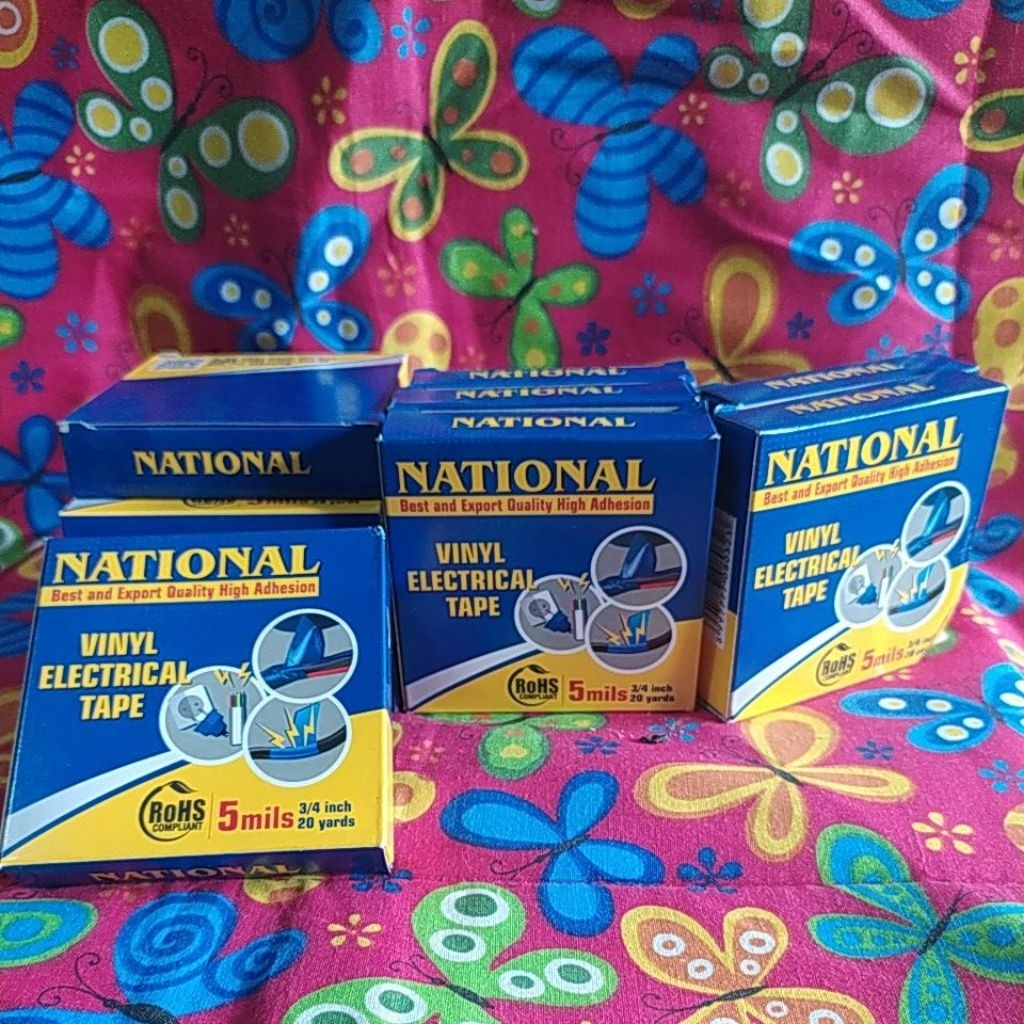 NATIONAL
NATIONAL
Best and Export Quality High Adhesion
VINYL
ELECTRICAL
TAPE
RoHS
COMPLIANT
5mils
3/4 inch
20 yards
NATIONAL
NATIONAL
NATIONAL
NATIONAL
NATIONAL
Best and Export Quality High Adhesion
VINYL
ELECTRICAL
TAPE
RoHS
COMPLIANT
5mils
3/4 inch
20 yards
NATIONAL
NATIONAL
NATIONAL
Best and Export Quality High Adhesion
VINYL
ELECTRICAL
TAPE
RoHS
COMPLIANT
5mils
3/4 inch